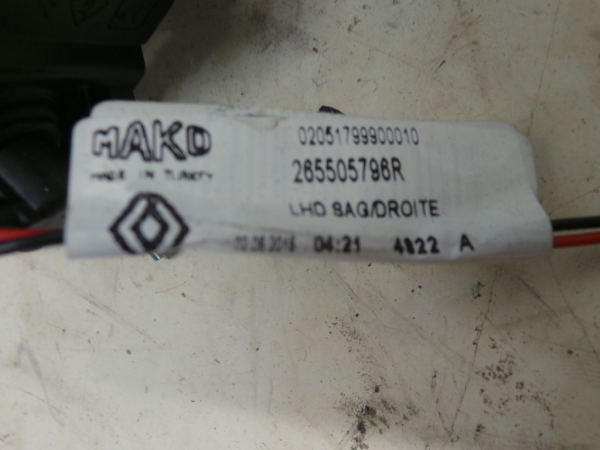 MAKO
MADE IN TURKEY
02051799900010
265505796R
LHD SAG/DROITE
04:21 4822 A